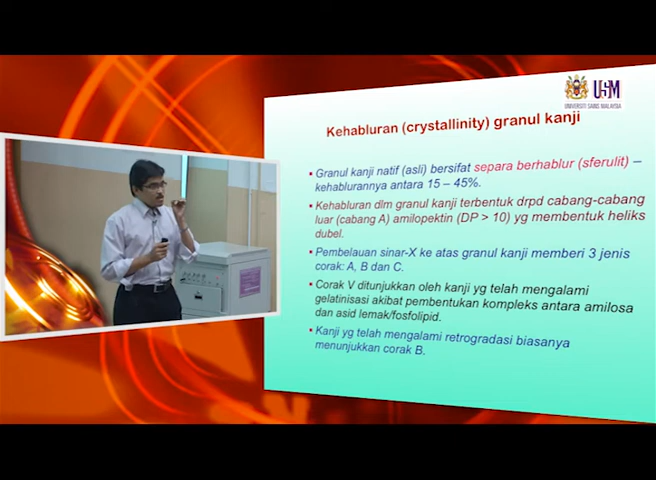 USM
UNIVERSITI SAINS MALAYSIA
Kehabluran (crystallinity) granul kanji
• Granul kanji natif (asli) bersifat separa berhablur (sferulit) –
kehablurannya antara 15 – 45%.
• Kehabluran dlm granul kanji terbentuk drpd cabang-cabang
luar (cabang A) amilopektin (DP > 10) yg membentuk heliks
dubel.
• Pembelauan sinar-X ke atas granul kanji memberi 3 jenis
corak: A, B dan C.
• Corak V ditunjukkan oleh kanji yg telah mengalami
gelatinisasi akibat pembentukan kompleks antara amilosa
dan asid lemak/fosfolipid.
• Kanji yg telah mengalami retrogradasi biasanya
menunjukkan corak B.